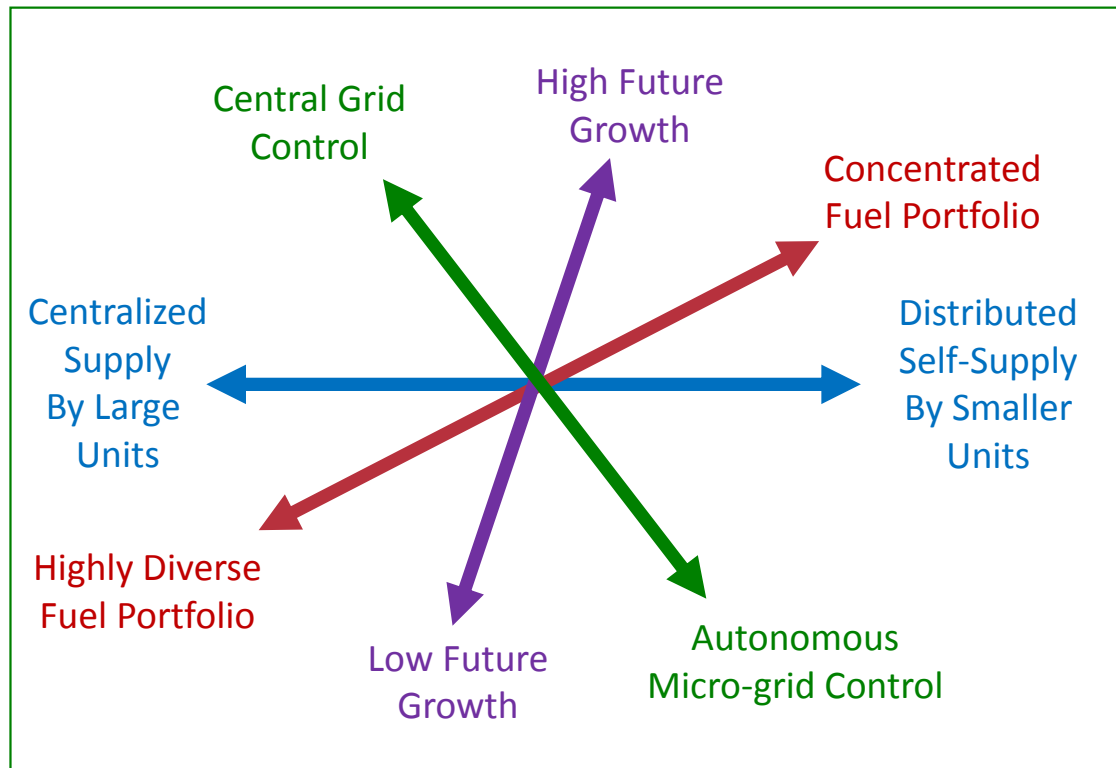 Central Grid
Control
High Future
Growth
Concentrated
Fuel Portfolio
Centralized
Supply
By Large
Units
Distributed
Self-Supply
By Smaller
Units
Highly Diverse
Fuel Portfolio
Low Future
Growth
Autonomous
Micro-grid Control